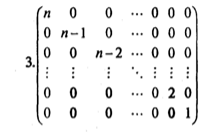 3. ( n 0 0 ⋯ 0 0 0
0 n−1 0 ⋯ 0 0 0
0 0 n−2 ⋯ 0 0 0
⋮ ⋮ ⋮ ⋱ ⋮ ⋮ ⋮
0 0 0 ⋯ 0 2 0
0 0 0 ⋯ 0 0 1 )